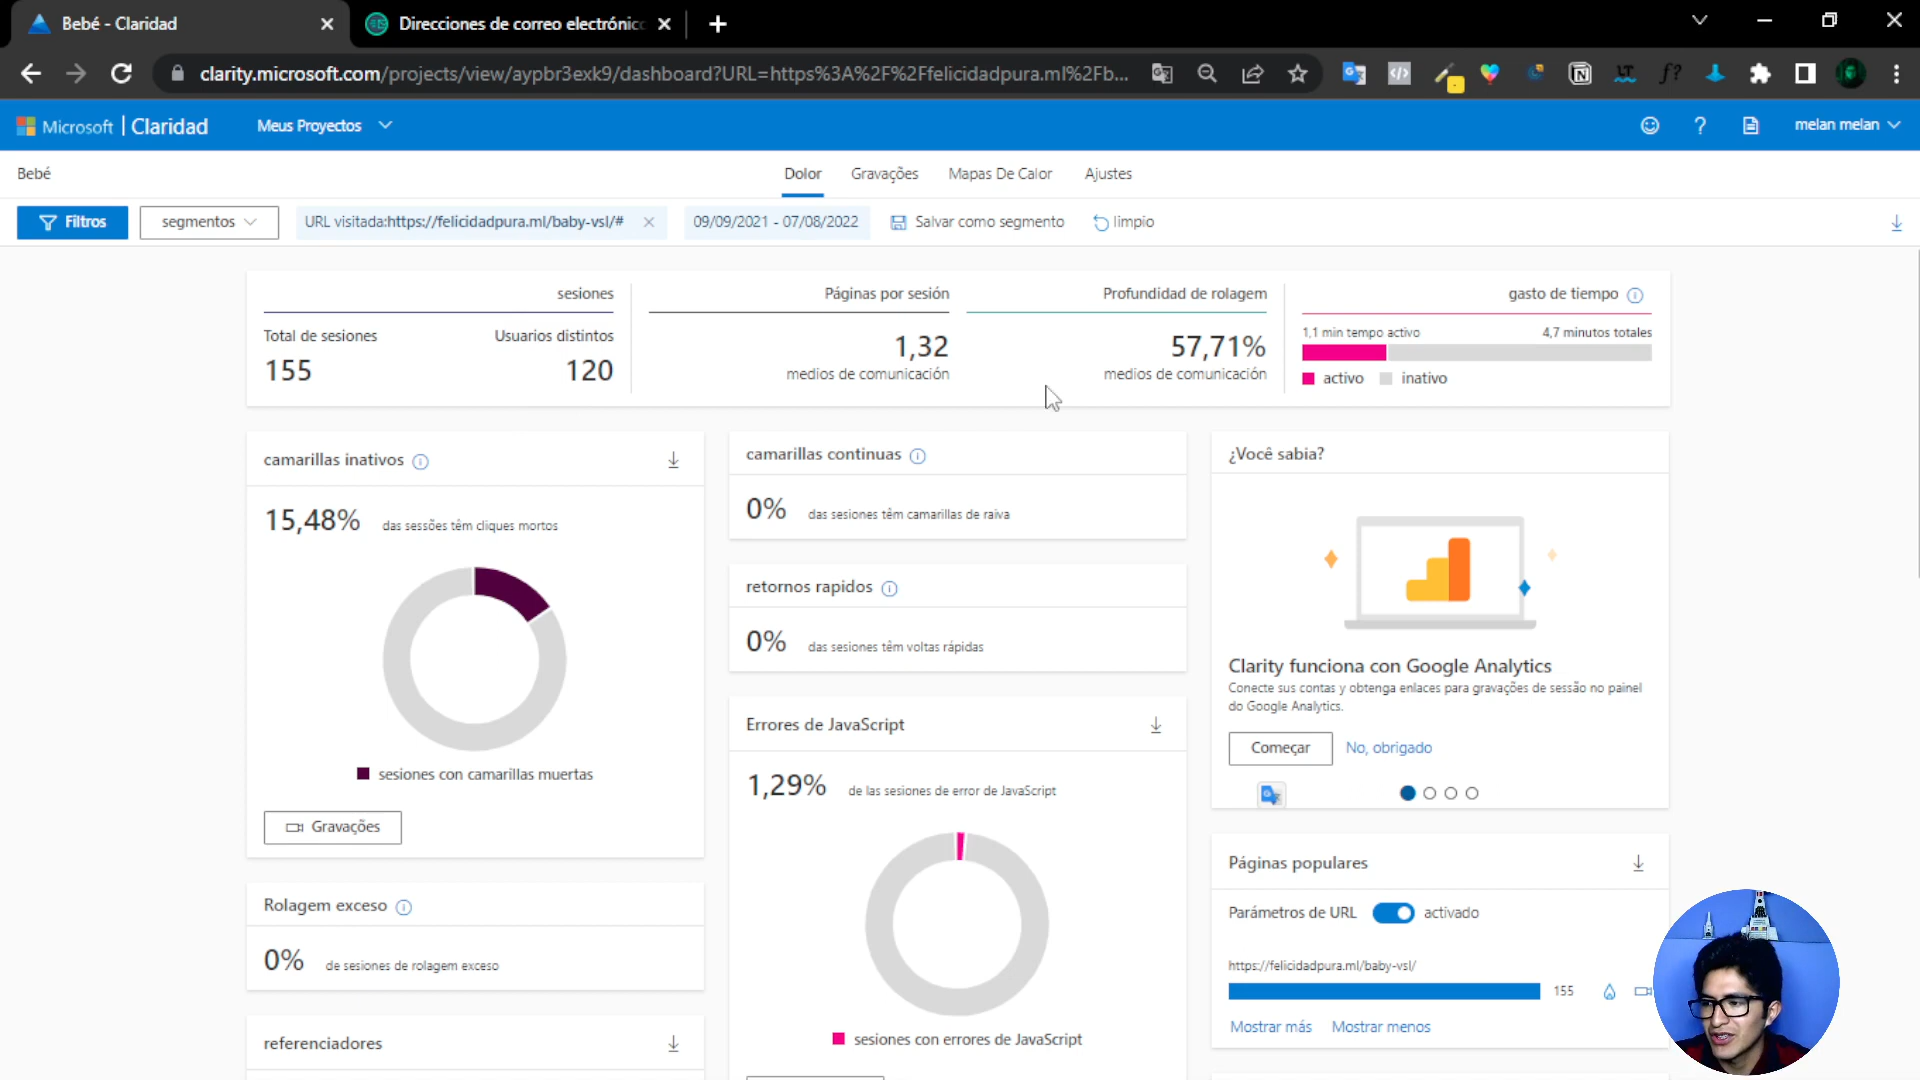 Bebé - Claridad
Direcciones de correo electrónic
clarity.microsoft.com/projects/view/aypbr3exk9/dashboard?URL=https%3A%2F%2Ffelicidadpura.ml%2Fb...
Microsoft | Claridad
Meus Proyectos
melan melan
Bebé
Dolor
Gravações
Mapas De Calor
Ajustes
Filtros
segmentos
URL visitada:https://felicidadpura.ml/baby-vsl/#
09/09/2021 - 07/08/2022
Salvar como segmento
limpio
sesiones
Total de sesiones
Usuarios distintos
155
120
Páginas por sesión
1,32
medios de comunicación
Profundidad de rolagem
57,71%
medios de comunicación
gasto de tiempo
1,1 min tempo activo
4,7 minutos totales
activo
inativo
camarillas inativos
15,48% das sessões têm cliques mortos
sesiones con camarillas muertas
Gravações
Rolagem exceso
0% de sesiones de rolagem exceso
referenciadores
camarillas continuas
0% das sesiones têm camarillas de raiva
retornos rapidos
0% das sesiones têm voltas rápidas
Errores de JavaScript
1,29% de las sesiones de error de JavaScript
sesiones con errores de JavaScript
¿Você sabia?
Clarity funciona con Google Analytics
Conecte sus contas y obtenga enlaces para gravações de sessão no painel
do Google Analytics.
Começar
No, obrigado
Páginas populares
Parámetros de URL
activado
https://felicidadpura.ml/baby-vsl/
155
Mostrar más
Mostrar menos